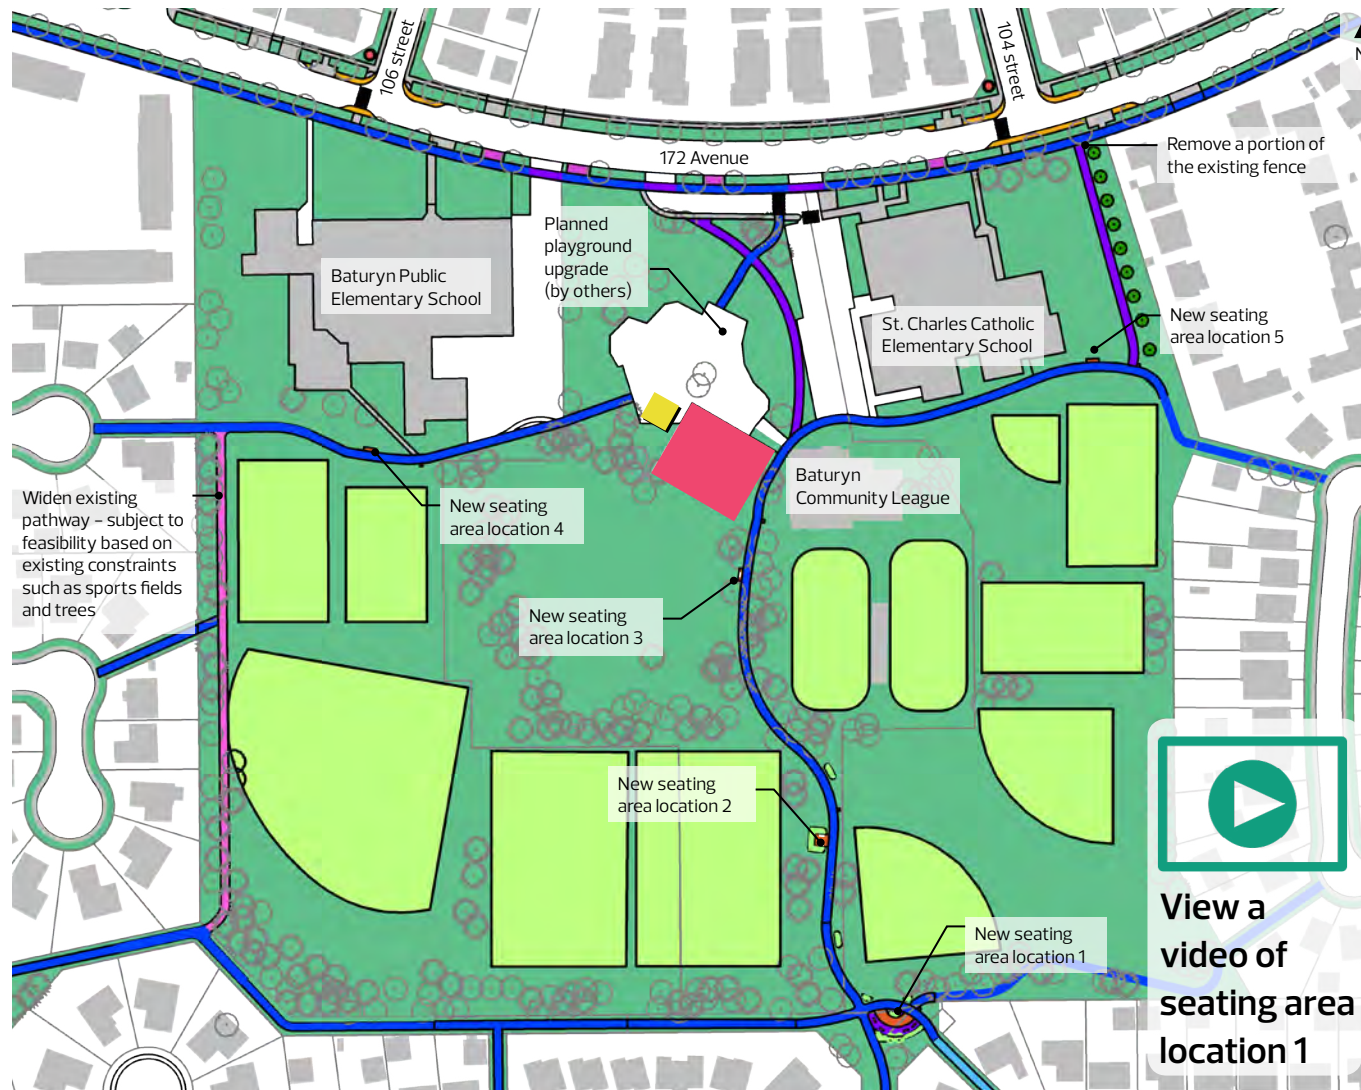 106 street
104 street
N
172 Avenue
Remove a portion of
the existing fence
Planned
playground
upgrade
(by others)
Baturyn Public
Elementary School
St. Charles Catholic
Elementary School
New seating
area location 5
Widen existing
pathway – subject to
feasibility based on
existing constraints
such as sports fields
and trees
New seating
area location 4
Baturyn
Community League
New seating
area location 3
New seating
area location 2
New seating
area location 1
View a
video of
seating area
location 1